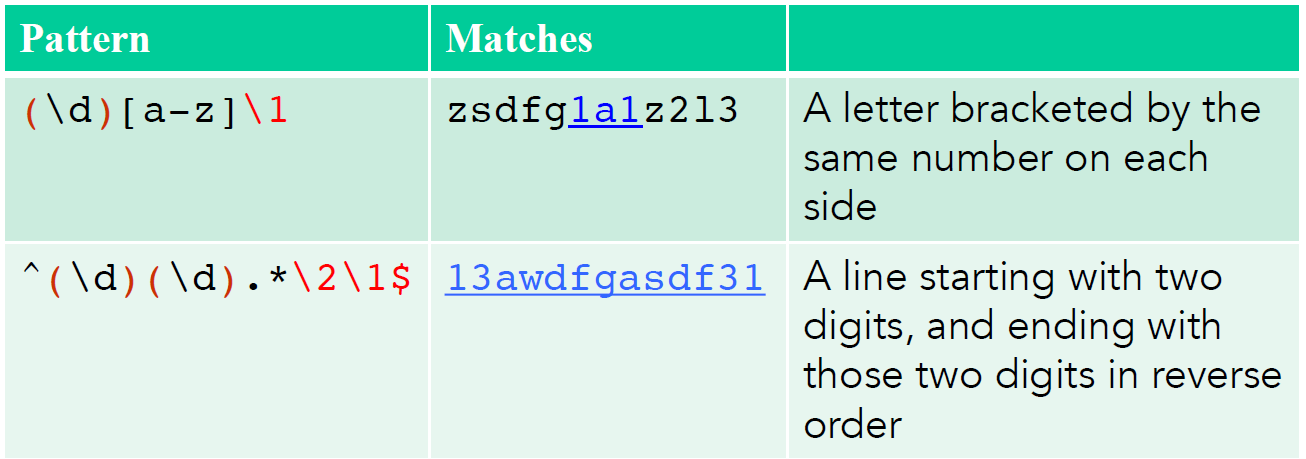 Pattern Matches
(\d)[a-z]\1 zsdfg1a1z2l3 A letter bracketed by the
same number on each
side
^(\d)(\d).*\2\1$ 13awdfgasdf31 A line starting with two
digits, and ending with
those two digits in reverse
order